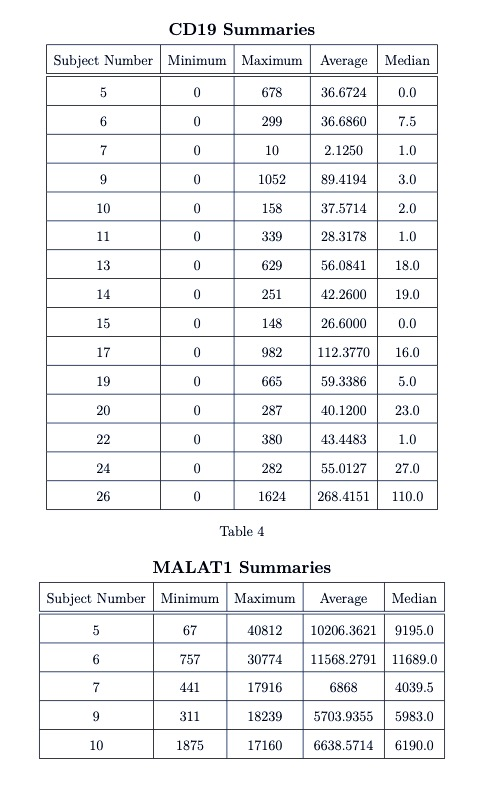 CD19 Summaries
Subject Number Minimum Maximum Average Median
5 0 678 36.6724 0.0
6 0 299 36.6860 7.5
7 0 10 2.1250 1.0
9 0 1052 89.4194 3.0
10 0 158 37.5714 2.0
11 0 339 28.3178 1.0
13 0 629 56.0841 18.0
14 0 251 42.2600 19.0
15 0 148 26.6000 0.0
17 0 982 112.3770 16.0
19 0 665 59.3386 5.0
20 0 287 40.1200 23.0
22 0 380 43.4483 1.0
24 0 282 55.0127 27.0
26 0 1624 268.4151 110.0
Table 4
MALAT1 Summaries
Subject Number Minimum Maximum Average Median
5 67 40812 10206.3621 9195.0
6 757 30774 11568.2791 11689.0
7 441 17916 6868 4039.5
9 311 18239 5703.9355 5983.0
10 1875 17160 6638.5714 6190.0